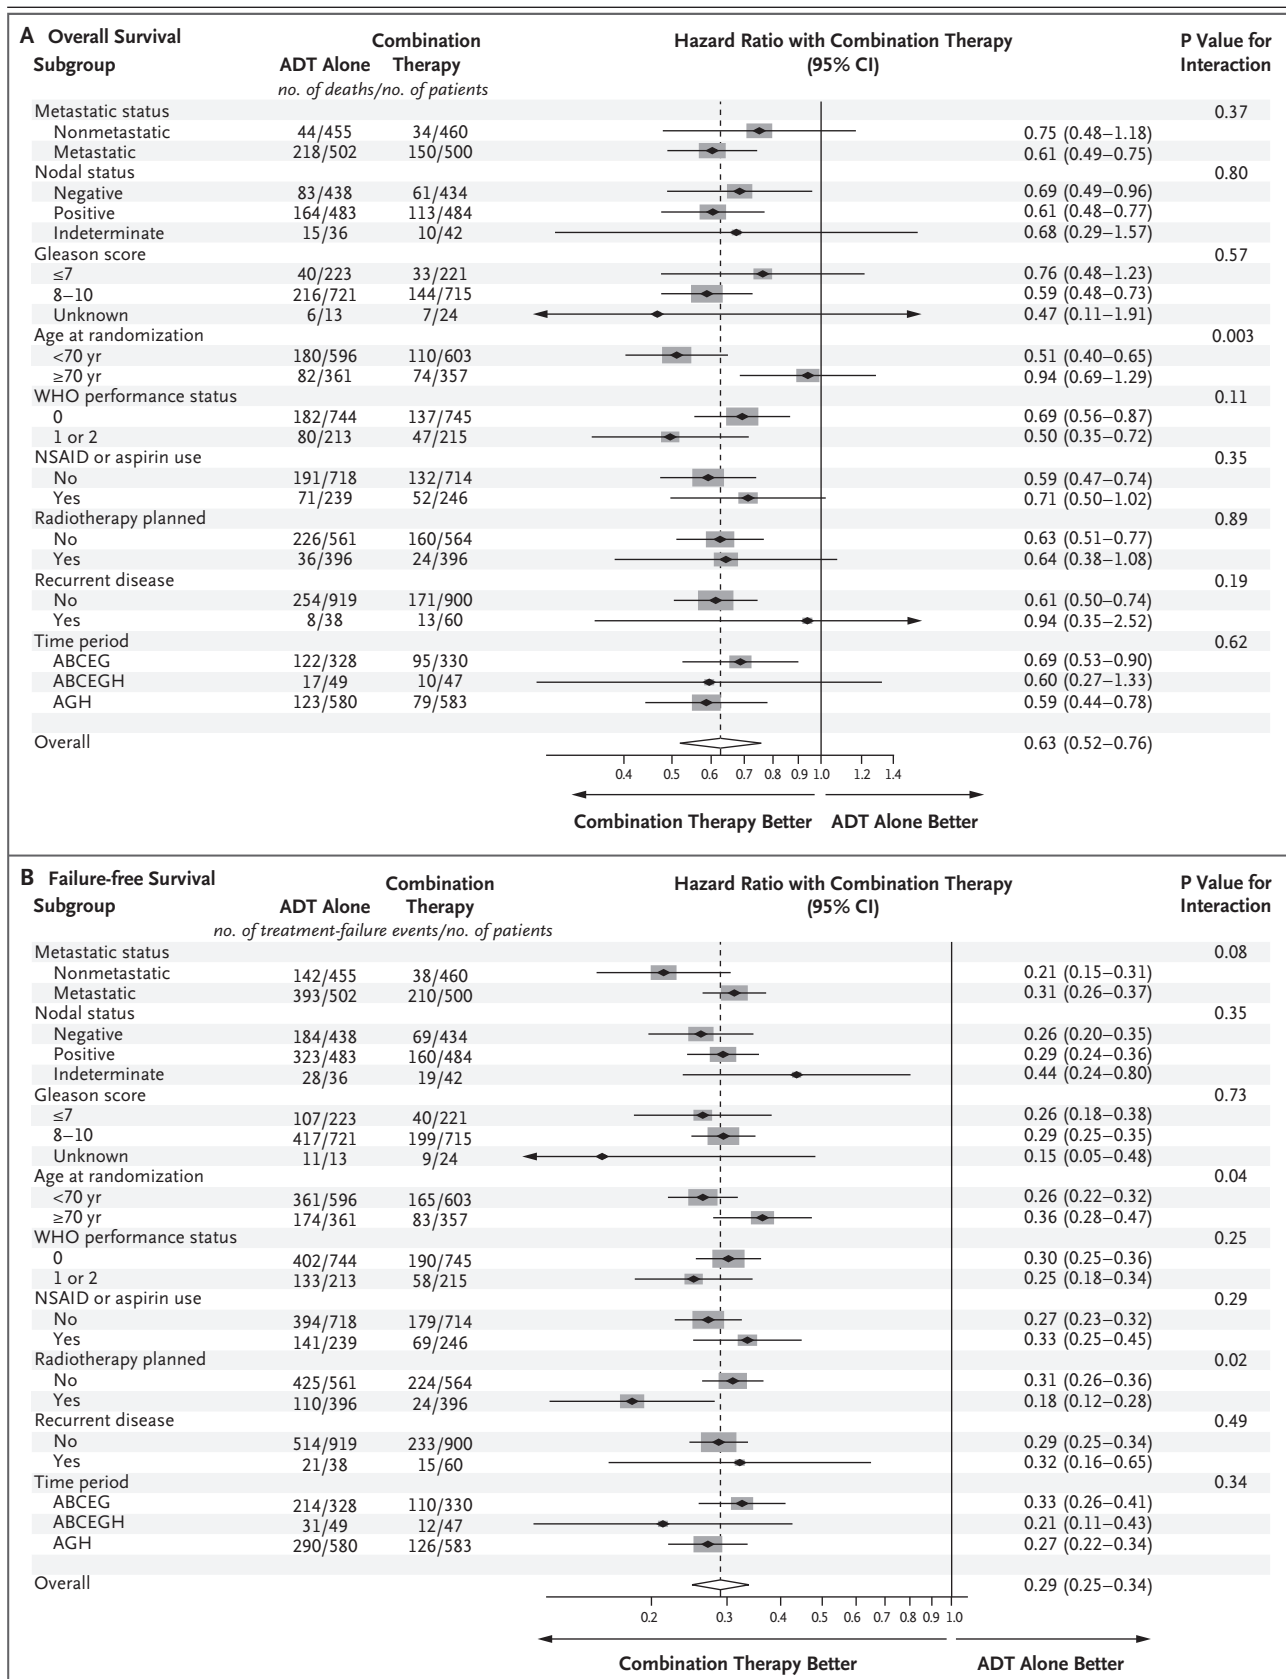 A Overall Survival
Subgroup ADT Alone Combination Therapy Hazard Ratio with Combination Therapy (95% CI) P Value for Interaction
no. of deaths/no. of patients
Metastatic status 0.37
Nonmetastatic 44/455 34/460 0.75 (0.48–1.18)
Metastatic 218/502 150/500 0.61 (0.49–0.75)
Nodal status 0.80
Negative 83/438 61/434 0.69 (0.49–0.96)
Positive 164/483 113/484 0.61 (0.48–0.77)
Indeterminate 15/36 10/42 0.68 (0.29–1.57)
Gleason score 0.57
≤7 40/223 33/221 0.76 (0.48–1.23)
8–10 216/721 144/715 0.59 (0.48–0.73)
Unknown 6/13 7/24 0.47 (0.11–1.91)
Age at randomization 0.003
<70 yr 180/596 110/603 0.51 (0.40–0.65)
≥70 yr 82/361 74/357 0.94 (0.69–1.29)
WHO performance status 0.11
0 182/744 137/745 0.69 (0.56–0.87)
1 or 2 80/213 47/215 0.50 (0.35–0.72)
NSAID or aspirin use 0.35
No 191/718 132/714 0.59 (0.47–0.74)
Yes 71/239 52/246 0.71 (0.50–1.02)
Radiotherapy planned 0.89
No 226/561 160/564 0.63 (0.51–0.77)
Yes 36/396 24/396 0.64 (0.38–1.08)
Recurrent disease 0.19
No 254/919 171/900 0.61 (0.50–0.74)
Yes 8/38 13/60 0.94 (0.35–2.52)
Time period 0.62
ABCEG 122/328 95/330 0.69 (0.53–0.90)
ABCEGH 17/49 10/47 0.60 (0.27–1.33)
AGH 123/580 79/583 0.59 (0.44–0.78)
Overall 0.63 (0.52–0.76)
0.4 0.5 0.6 0.7 0.8 0.9 1.0 1.2 1.4
Combination Therapy Better ADT Alone Better
B Failure-free Survival
Subgroup ADT Alone Combination Therapy Hazard Ratio with Combination Therapy (95% CI) P Value for Interaction
no. of treatment-failure events/no. of patients
Metastatic status 0.08
Nonmetastatic 142/455 38/460 0.21 (0.15–0.31)
Metastatic 393/502 210/500 0.31 (0.26–0.37)
Nodal status 0.35
Negative 184/438 69/434 0.26 (0.20–0.35)
Positive 323/483 160/484 0.29 (0.24–0.36)
Indeterminate 28/36 19/42 0.44 (0.24–0.80)
Gleason score 0.73
≤7 107/223 40/221 0.26 (0.18–0.38)
8–10 417/721 199/715 0.29 (0.25–0.35)
Unknown 11/13 9/24 0.15 (0.05–0.48)
Age at randomization 0.04
<70 yr 361/596 165/603 0.26 (0.22–0.32)
≥70 yr 174/361 83/357 0.36 (0.28–0.47)
WHO performance status 0.25
0 402/744 190/745 0.30 (0.25–0.36)
1 or 2 133/213 58/215 0.25 (0.18–0.34)
NSAID or aspirin use 0.29
No 394/718 179/714 0.27 (0.23–0.32)
Yes 141/239 69/246 0.33 (0.25–0.45)
Radiotherapy planned 0.02
No 425/561 224/564 0.31 (0.26–0.36)
Yes 110/396 24/396 0.18 (0.12–0.28)
Recurrent disease 0.49
No 514/919 233/900 0.29 (0.25–0.34)
Yes 21/38 15/60 0.32 (0.16–0.65)
Time period 0.34
ABCEG 214/328 110/330 0.33 (0.26–0.41)
ABCEGH 31/49 12/47 0.21 (0.11–0.43)
AGH 290/580 126/583 0.27 (0.22–0.34)
Overall 0.29 (0.25–0.34)
0.2 0.3 0.4 0.5 0.6 0.7 0.8 0.9 1.0
Combination Therapy Better ADT Alone Better